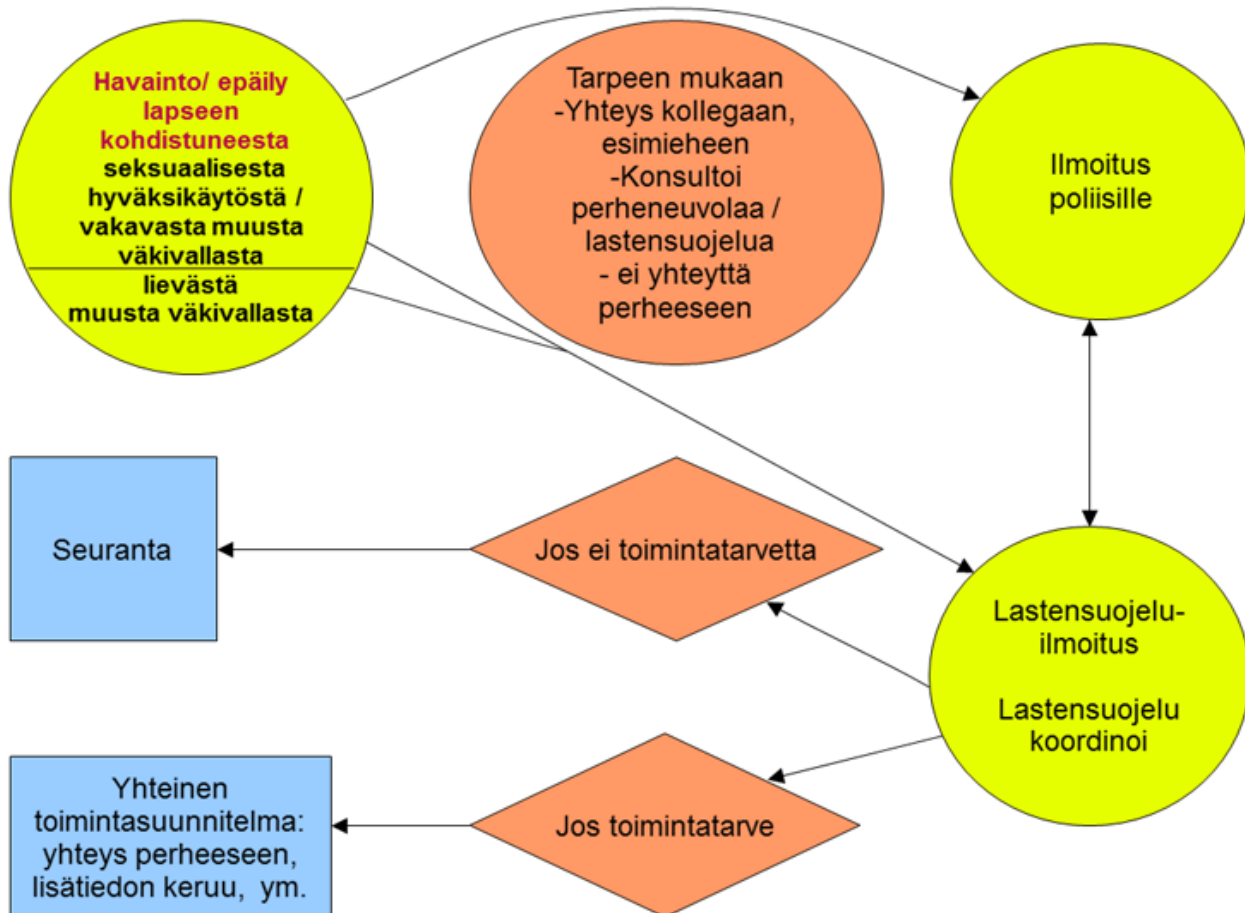 Havainto/ epäily
lapseen
kohdistuneesta
seksuaalisesta
hyväksikäytöstä /
vakavasta muusta
väkivallasta
lievästä
muusta väkivallasta
Tarpeen mukaan
-Yhteys kollegaan,
esimieheen
-Konsultoi
perheneuvolaa /
lastensuojelua
- ei yhteyttä
perheeseen
Ilmoitus
poliisille
Seuranta
Jos ei toimintatarvetta
Lastensuojelu-
ilmoitus
Lastensuojelu
koordinoi
Yhteinen
toimintasuunnitelma:
yhteys perheeseen,
lisätiedon keruu, ym.
Jos toimintatarve